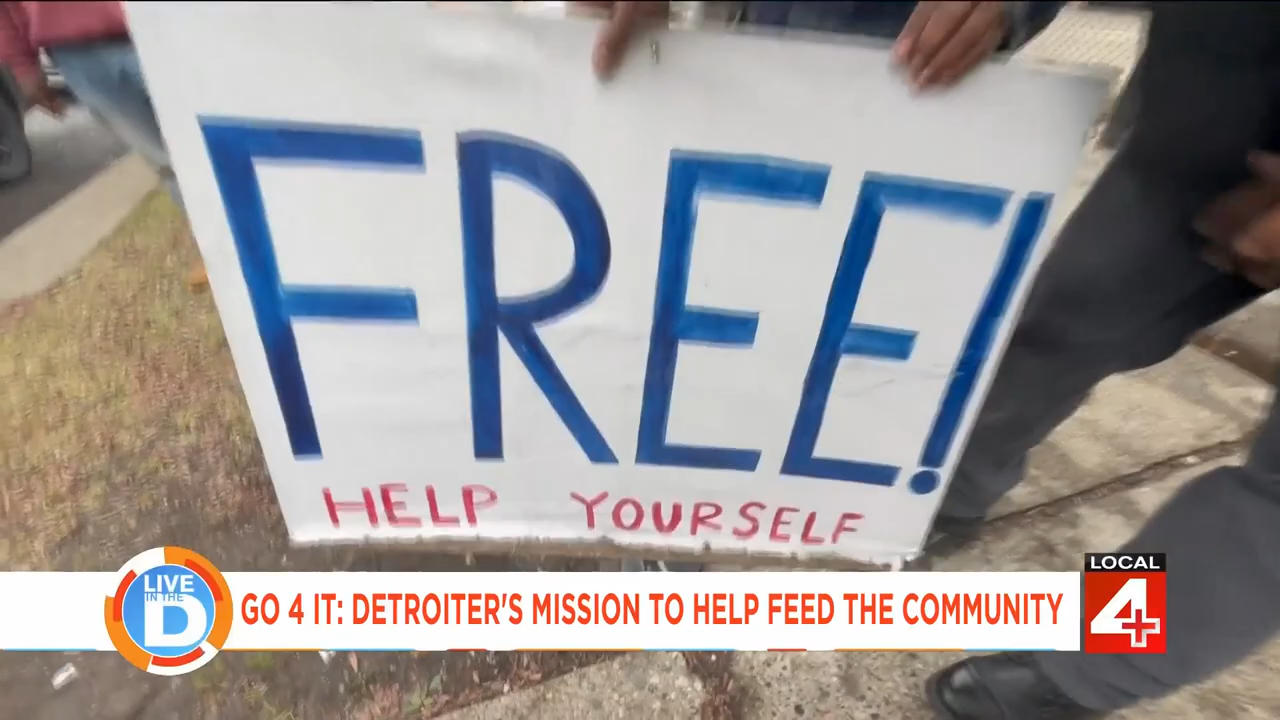 FREE!
HELP YOURSELF
LIVE
IN THE
D
GO 4 IT: DETROITER'S MISSION TO HELP FEED THE COMMUNITY
LOCAL
4+